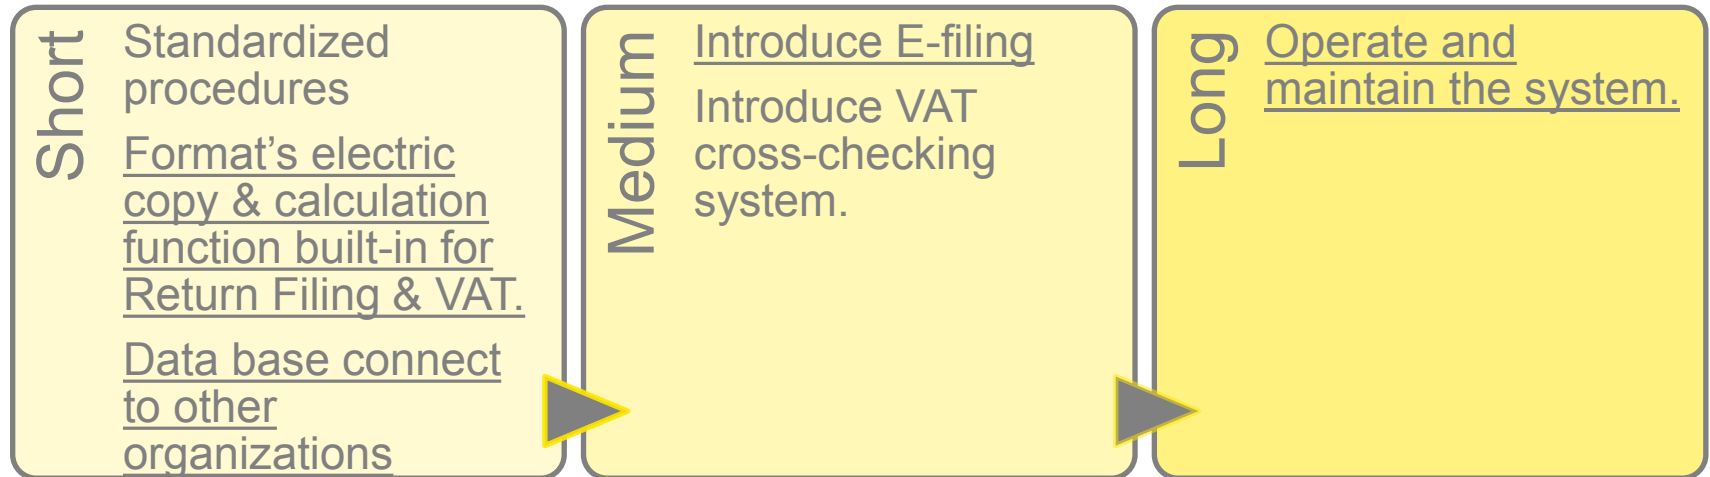 Short
Standardized
procedures
Format’s electric
copy & calculation
function built-in for
Return Filing & VAT.
Data base connect
to other
organizations
Medium
Introduce E-filing
Introduce VAT
cross-checking
system.
Long
Operate and
maintain the system.